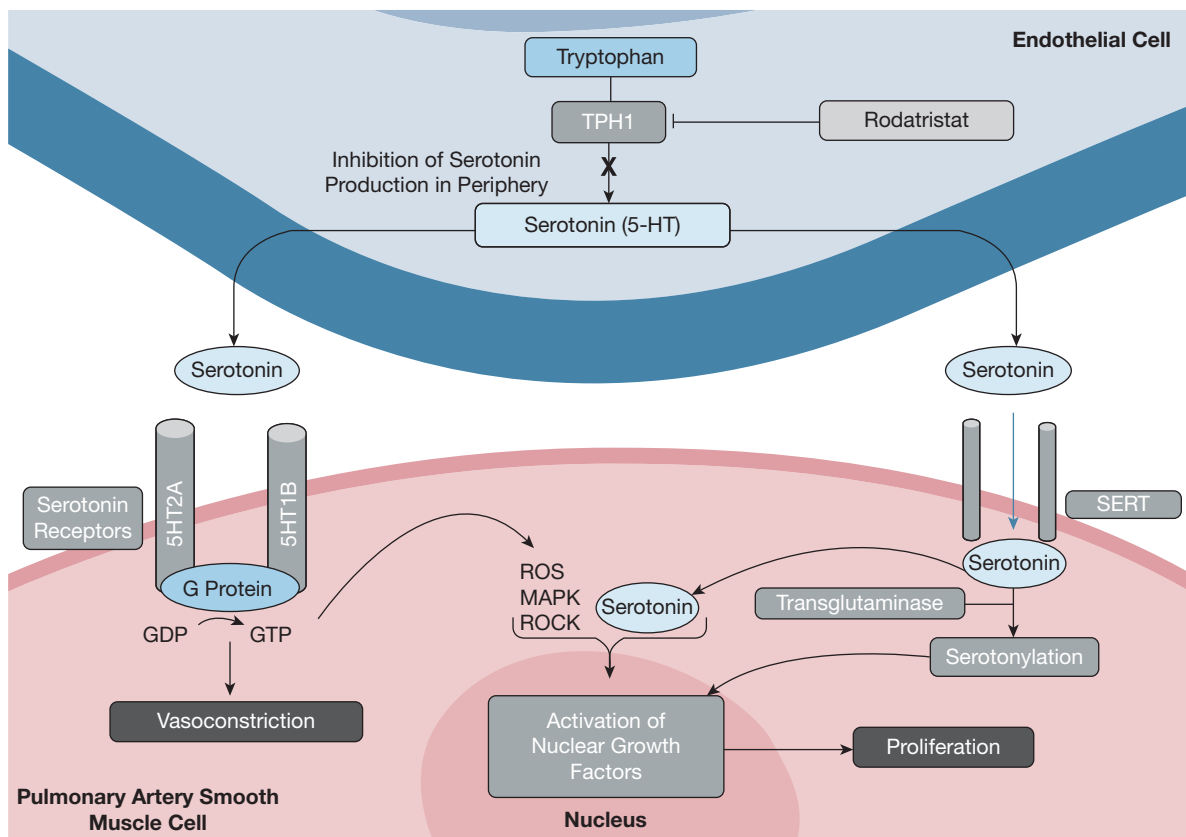 Endothelial Cell
Tryptophan
TPH1
Rodatristat
Inhibition of Serotonin
Production in Periphery
X
Serotonin (5-HT)
Serotonin
Serotonin
Serotonin
Receptors
5HT2A
5HT1B
SERT
G Protein
GDP
GTP
ROS
MAPK
ROCK
Serotonin
Serotonin
Transglutaminase
Serotonylation
Vasoconstriction
Activation of
Nuclear Growth
Factors
Proliferation
Pulmonary Artery Smooth
Muscle Cell
Nucleus